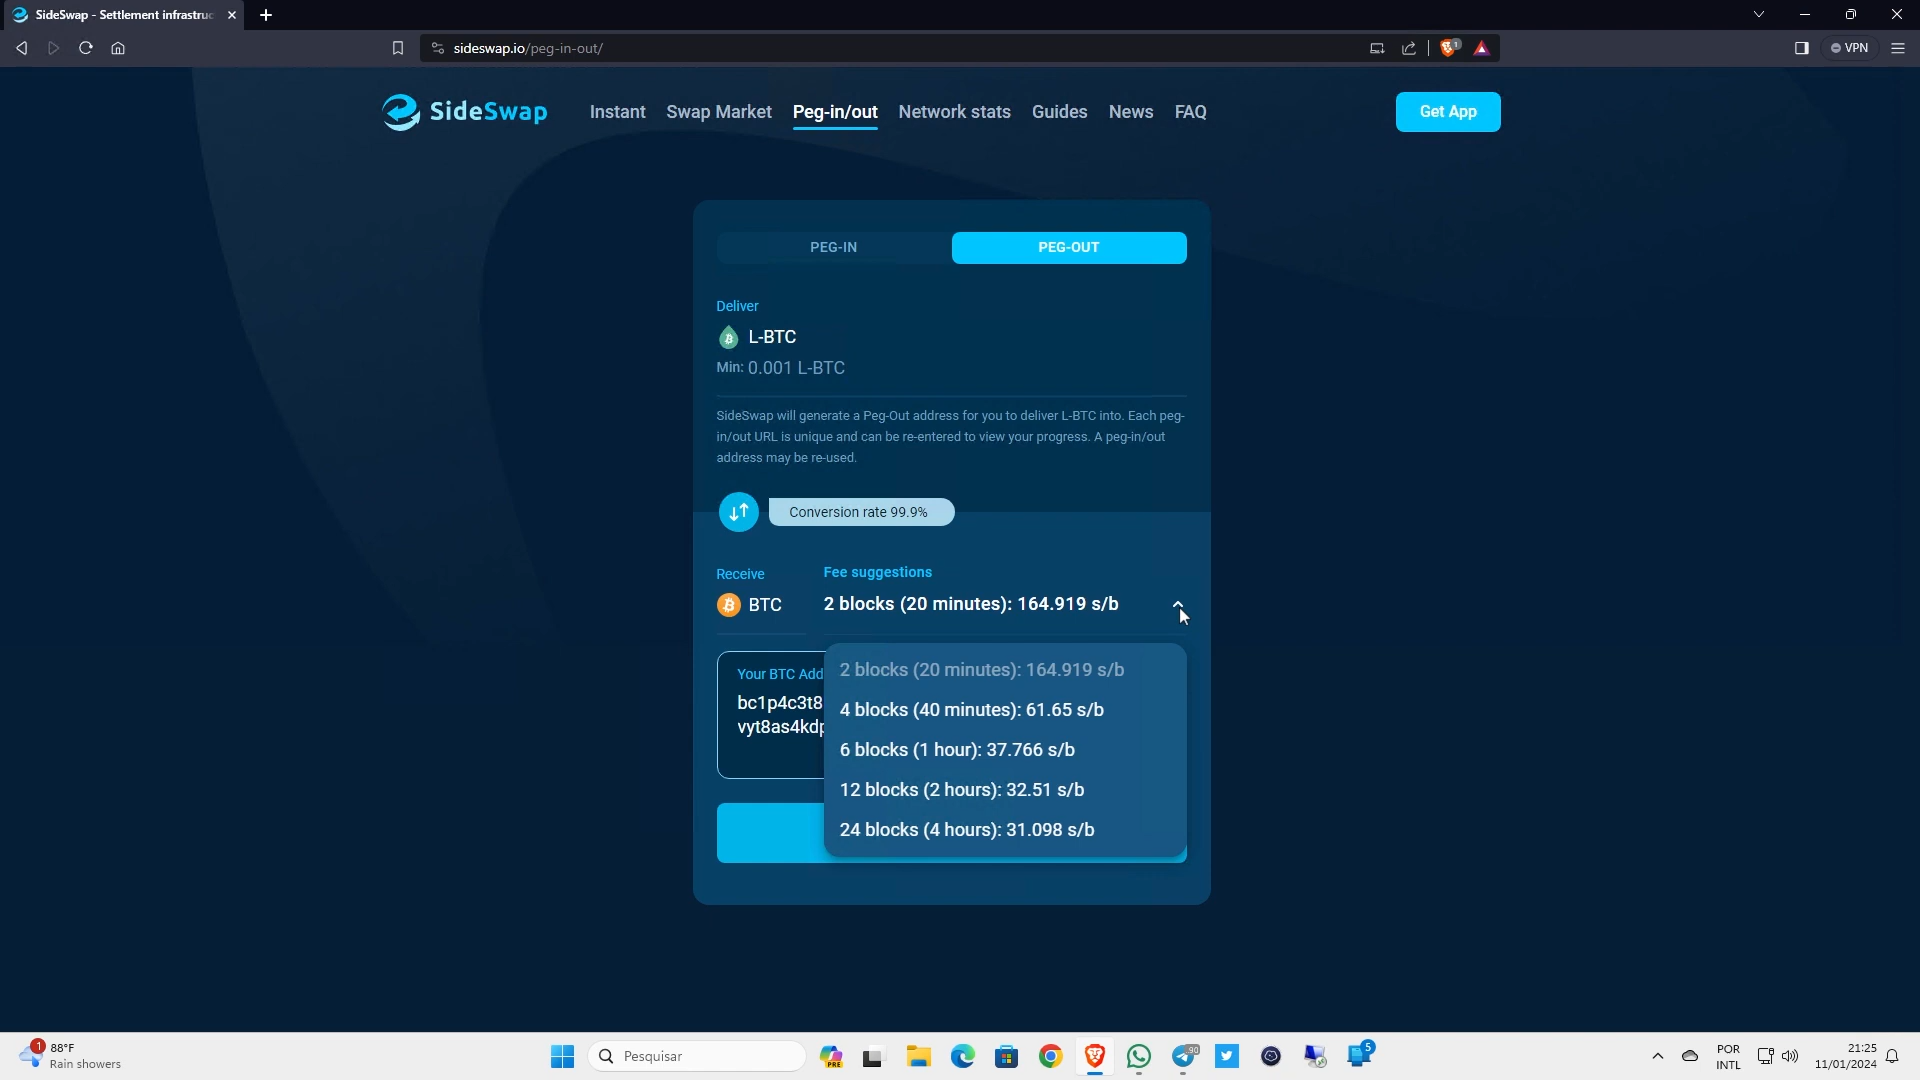 SideSwap - Settlement infrastruc
sideswap.io/peg-in-out/
1
VPN
SideSwap
Instant
Swap Market
Peg-in/out
Network stats
Guides
News
FAQ
Get App
PEG-IN
PEG-OUT
Deliver
L-BTC
Min: 0.001 L-BTC
SideSwap will generate a Peg-Out address for you to deliver L-BTC into. Each peg-
in/out URL is unique and can be re-entered to view your progress. A peg-in/out
address may be re-used.
Conversion rate 99.9%
Receive
Fee suggestions
BTC
2 blocks (20 minutes): 164.919 s/b
2 blocks (20 minutes): 164.919 s/b
4 blocks (40 minutes): 61.65 s/b
6 blocks (1 hour): 37.766 s/b
12 blocks (2 hours): 32.51 s/b
24 blocks (4 hours): 31.098 s/b
Your BTC Add
bc1p4c3t8
vyt8as4kdp
1
88°F
Rain showers
Pesquisar
PRE
90
5
POR
INTL
21:25
11/01/2024